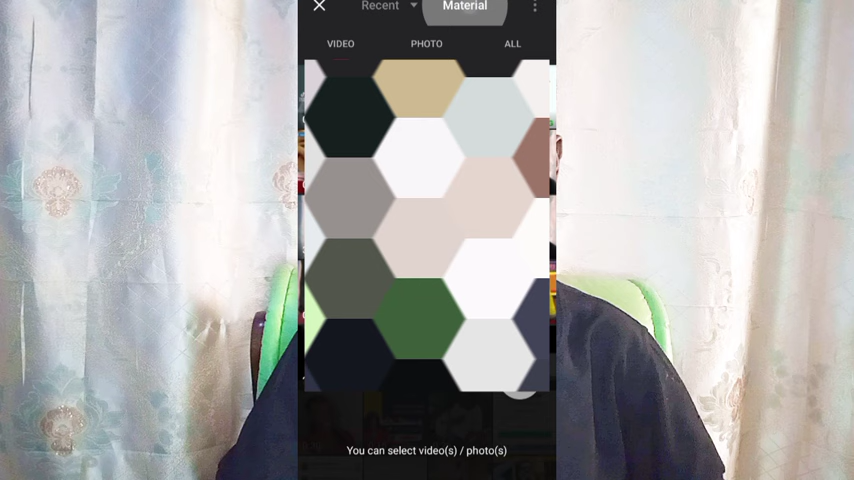 Recent Material
VIDEO PHOTO ALL
You can select video(s) / photo(s)